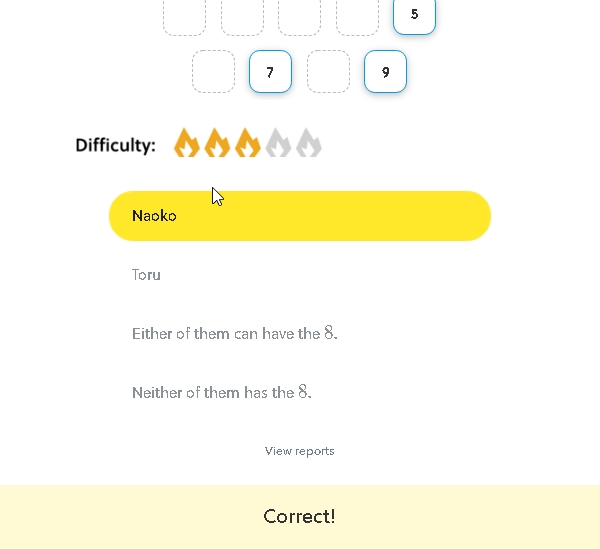 5
7 9
Difficulty:
Naoko
Toru
Either of them can have the 8.
Neither of them has the 8.
View reports
Correct!